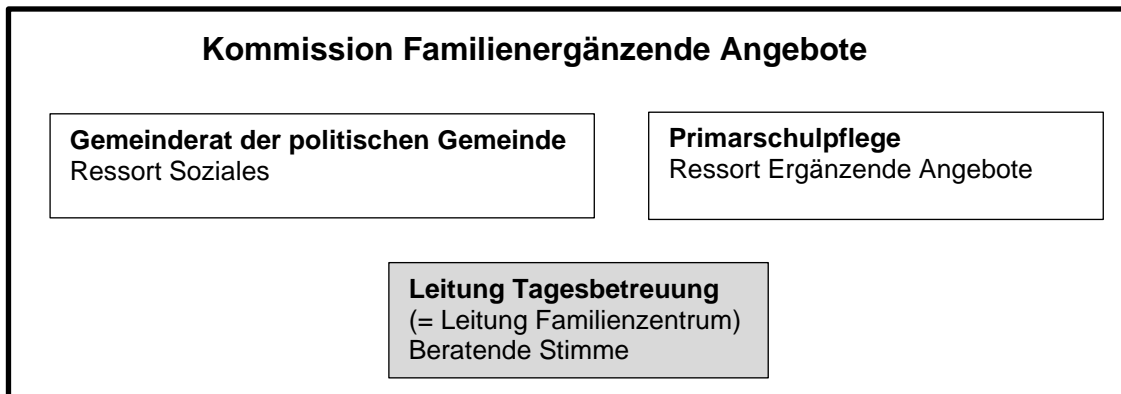 Kommission Familienergänzende Angebote
Gemeinderat der politischen Gemeinde
Ressort Soziales
Primarschulpflege
Ressort Ergänzende Angebote
Leitung Tagesbetreuung
(= Leitung Familienzentrum)
Beratende Stimme